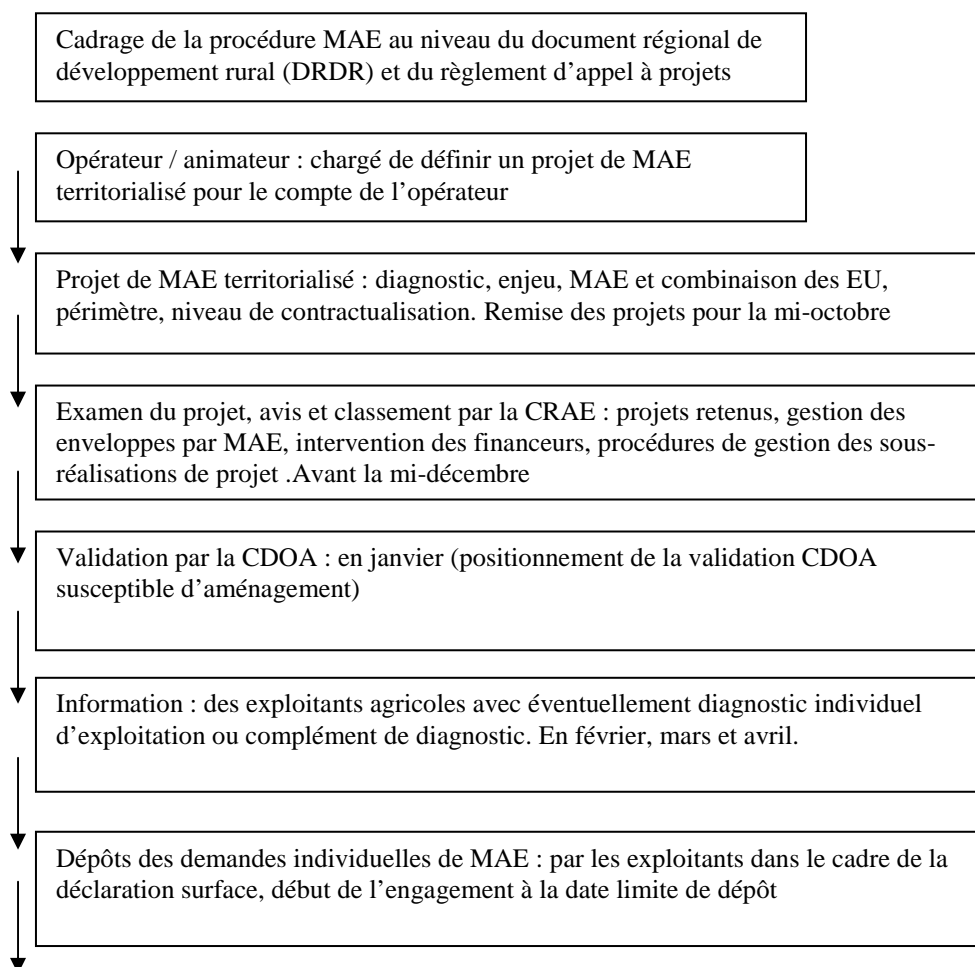 Cadrage de la procédure MAE au niveau du document régional de
développement rural (DRDR) et du règlement d’appel à projets
Opérateur / animateur : chargé de définir un projet de MAE
territorialisé pour le compte de l’opérateur
Projet de MAE territorialisé : diagnostic, enjeu, MAE et combinaison des EU,
périmètre, niveau de contractualisation. Remise des projets pour la mi-octobre
Examen du projet, avis et classement par la CRAE : projets retenus, gestion des
enveloppes par MAE, intervention des financeurs, procédures de gestion des sous-
réalisations de projet .Avant la mi-décembre
Validation par la CDOA : en janvier (positionnement de la validation CDOA
susceptible d’aménagement)
Information : des exploitants agricoles avec éventuellement diagnostic individuel
d’exploitation ou complément de diagnostic. En février, mars et avril.
Dépôts des demandes individuelles de MAE : par les exploitants dans le cadre de la
déclaration surface, début de l’engagement à la date limite de dépôt